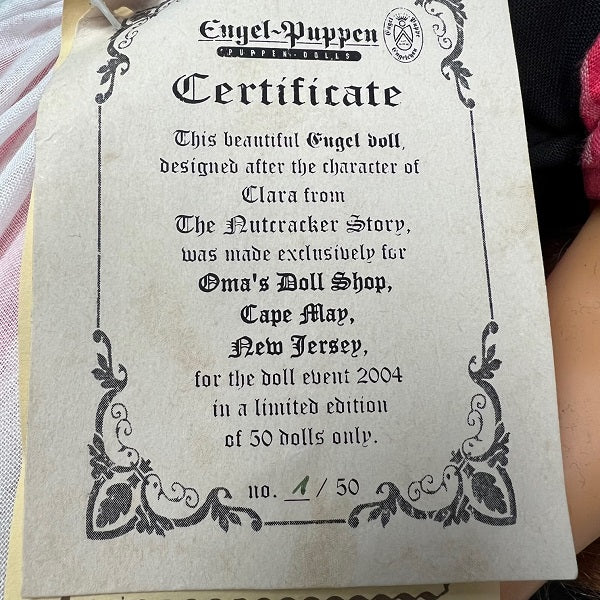 Engel-Puppen
PUPPEN-DOLLS
Certificate
This beautiful Engel doll,
designed after the character of
Clara from
The Nutcracker Story,
was made exclusively for
Oma's Doll Shop,
Cape May,
New Jersey,
for the doll event 2004
in a limited edition
of 50 dolls only.
no. 1 / 50